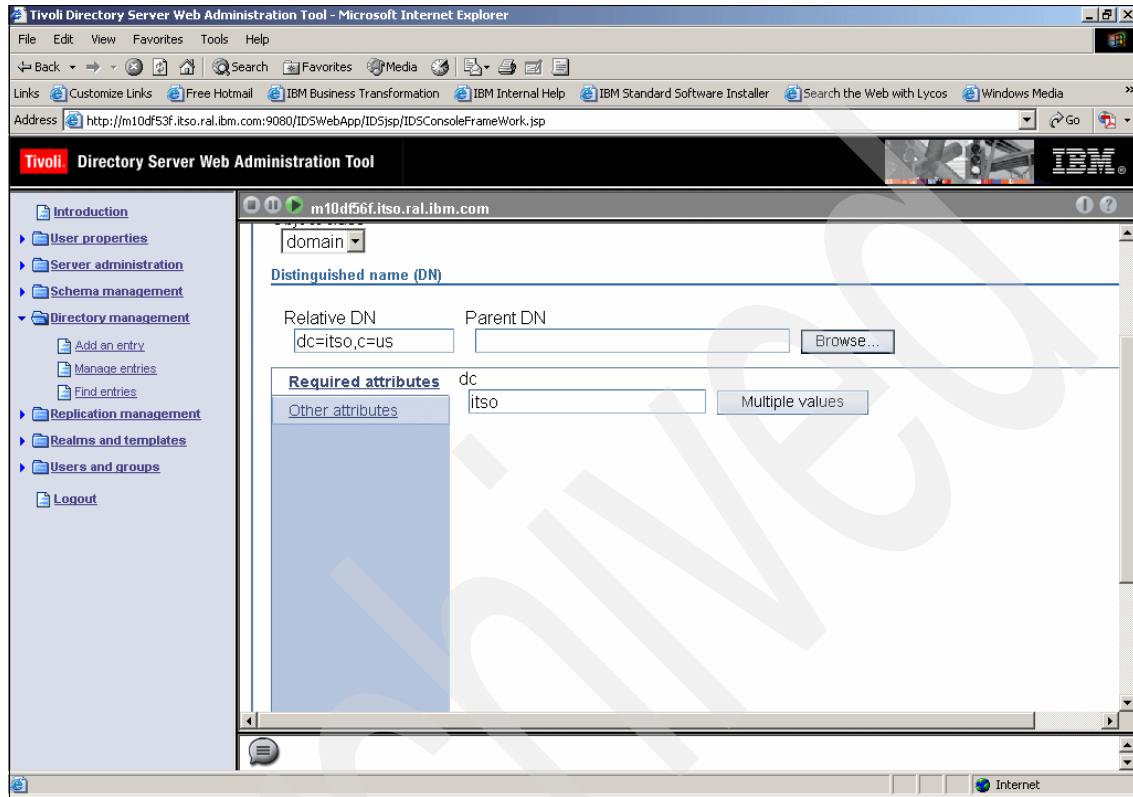 Tivoli Directory Server Web Administration Tool - Microsoft Internet Explorer
File Edit View Favorites Tools Help
Back Search Favorites Media
Links Customize Links Free Hotmail IBM Business Transformation IBM Internal Help IBM Standard Software Installer Search the Web with Lycos Windows Media »
Address http://m10df53f.itso.ral.ibm.com:9080/IDSWebApp/IDSjsp/IDSConsoleFrameWork.jsp Go
Tivoli. Directory Server Web Administration Tool IBM®
m10df56f.itso.ral.ibm.com
Introduction
User properties
Server administration
Schema management
Directory management
Add an entry
Manage entries
Find entries
Replication management
Realms and templates
Users and groups
Logout
domain
Distinguished name (DN)
Relative DN Parent DN
dc=itso,c=us Browse...
Required attributes dc
Other attributes itso Multiple values
Internet